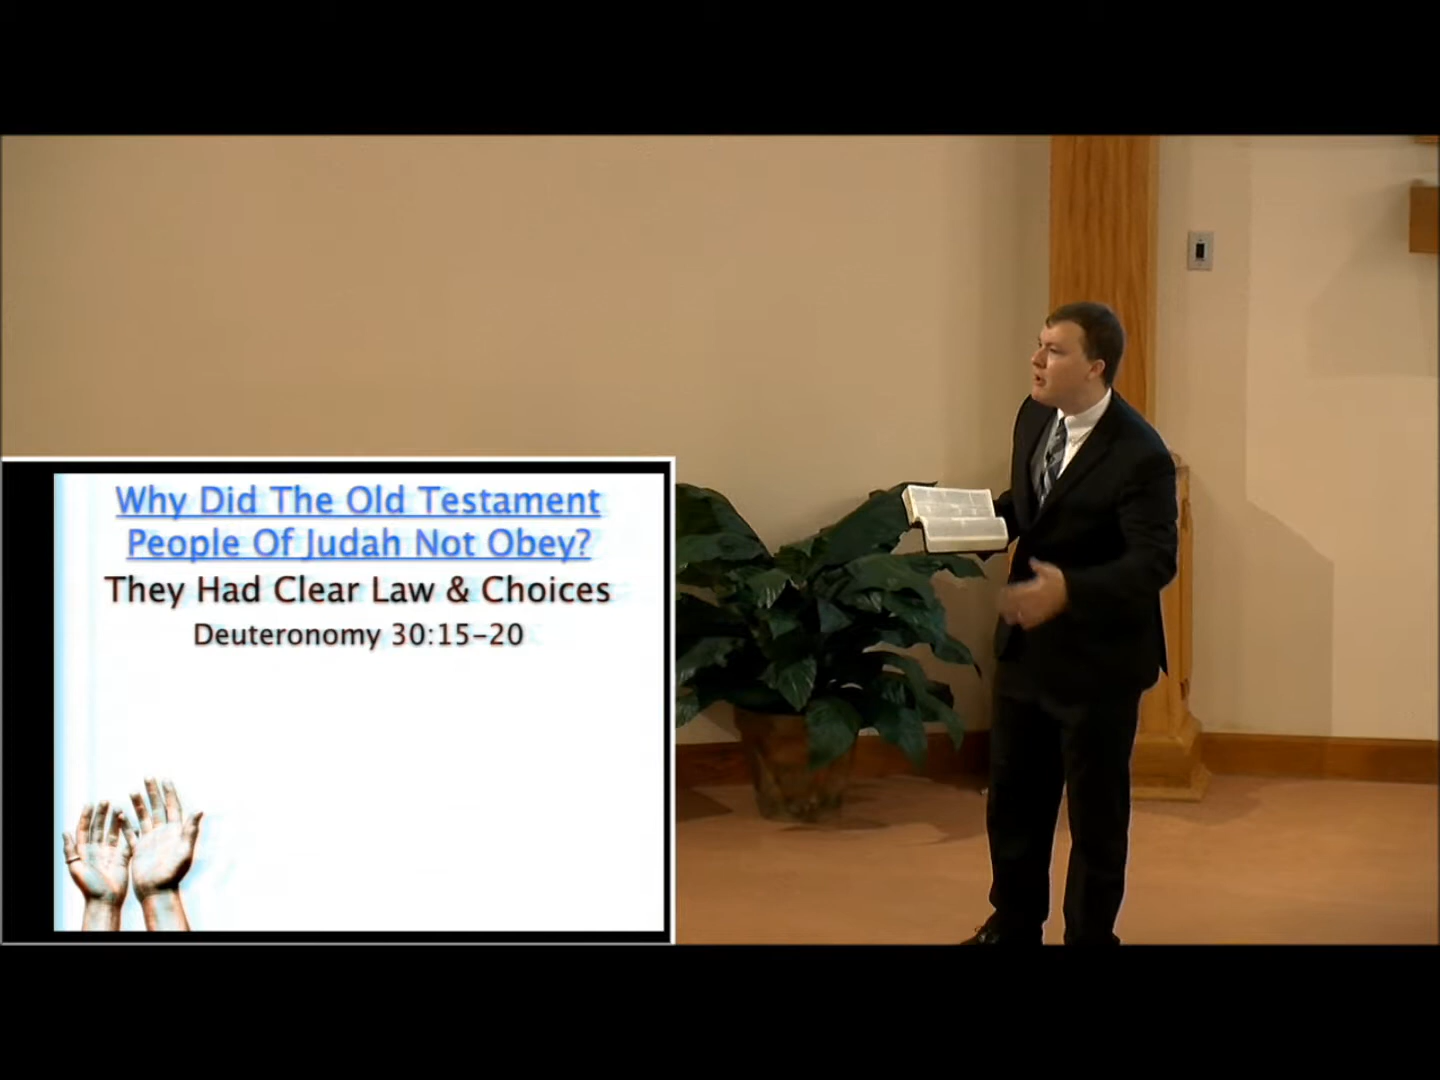 Why Did The Old Testament
People Of Judah Not Obey?
They Had Clear Law & Choices
Deuteronomy 30:15-20